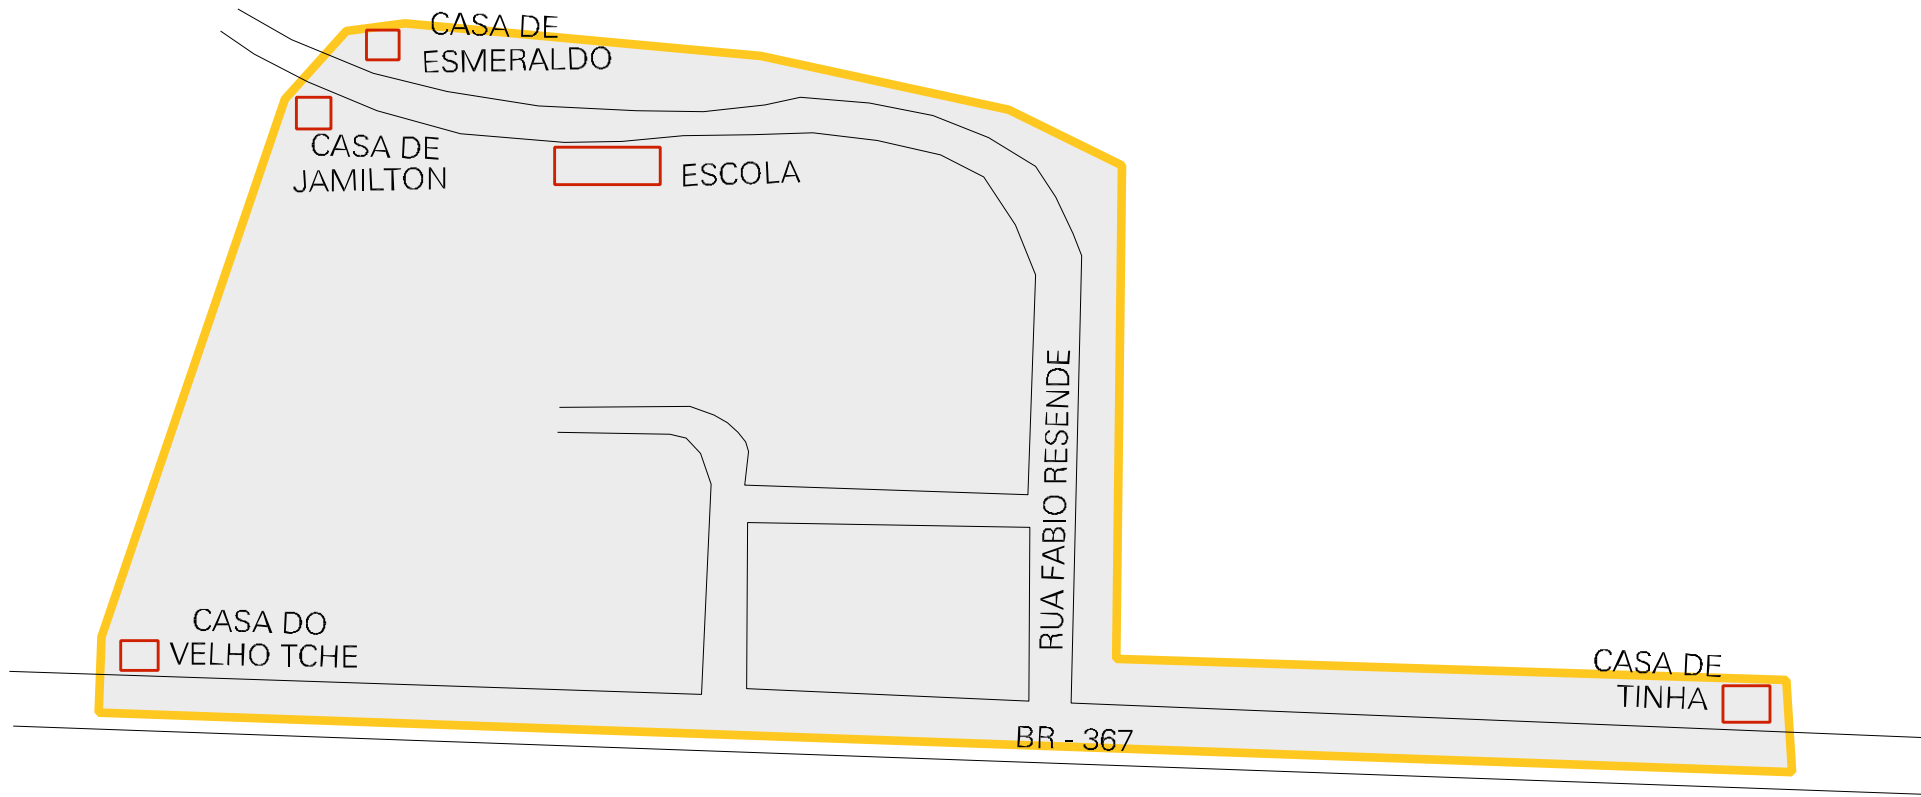 CASA DE
ESMERALDO
CASA DE
JAMILTON
ESCOLA
RUA FABIO RESENDE
CASA DO
VELHO TCHE
CASA DE
TINHA
BR - 367